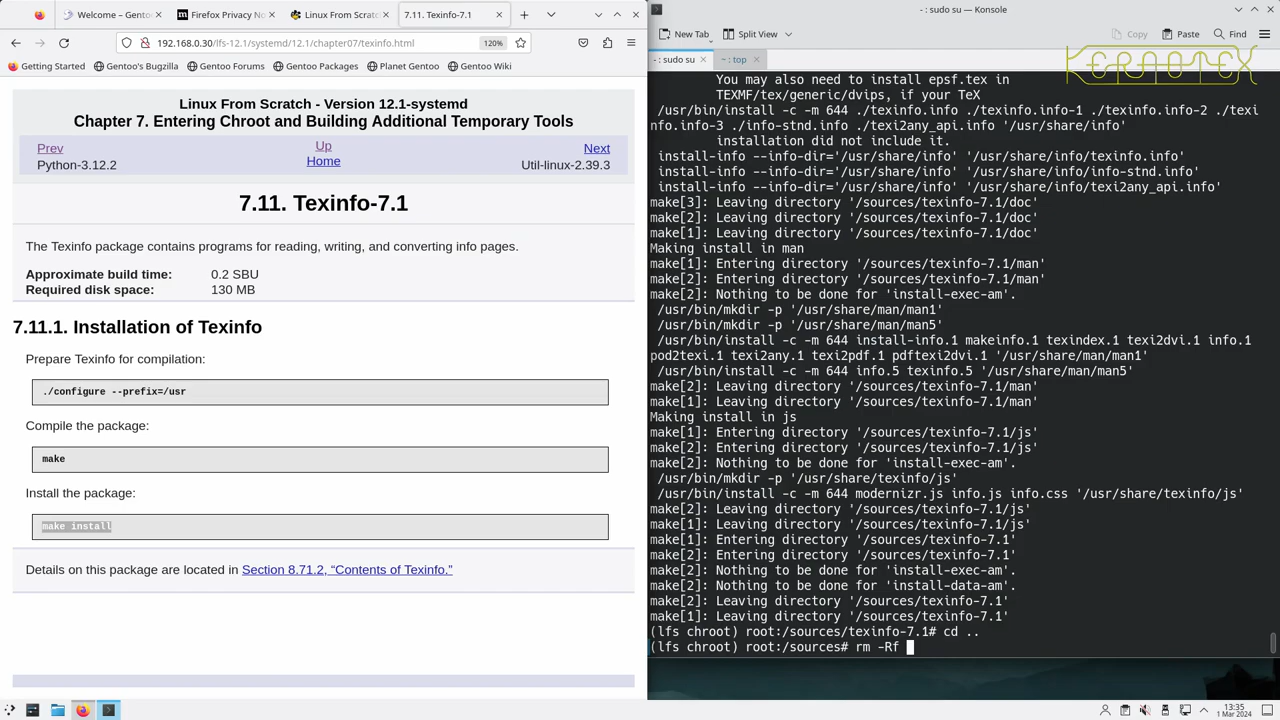 Welcome – Gento
Firefox Privacy No
Linux From Scratc
7.11. Texinfo-7.1
192.168.0.30/lfs-12.1/systemd/12.1/chapter07/texinfo.html
120%
Getting Started
Gentoo's Bugzilla
Gentoo Forums
Gentoo Packages
Planet Gentoo
Gentoo Wiki
Linux From Scratch - Version 12.1-systemd
Chapter 7. Entering Chroot and Building Additional Temporary Tools
Prev
Up
Next
Python-3.12.2
Home
Util-linux-2.39.3
7.11. Texinfo-7.1
The Texinfo package contains programs for reading, writing, and converting info pages.
Approximate build time: 0.2 SBU
Required disk space: 130 MB
7.11.1. Installation of Texinfo
Prepare Texinfo for compilation:
./configure --prefix=/usr
Compile the package:
make
Install the package:
make install
Details on this package are located in Section 8.71.2, “Contents of Texinfo.”
- : sudo su — Konsole
New Tab
Split View
Copy
Paste
Find
- : sudo su
~ : top
KERNOTEX
You may also need to install epsf.tex in
TEXMF/tex/generic/dvips, if your TeX
/usr/bin/install -c -m 644 ./texinfo.info ./texinfo.info-1 ./texinfo.info-2 ./texi
nfo.info-3 ./info-stnd.info ./texi2any_api.info '/usr/share/info'
installation did not include it.
install-info --info-dir='/usr/share/info' '/usr/share/info/texinfo.info'
install-info --info-dir='/usr/share/info' '/usr/share/info/info-stnd.info'
install-info --info-dir='/usr/share/info' '/usr/share/info/texi2any_api.info'
make[3]: Leaving directory '/sources/texinfo-7.1/doc'
make[2]: Leaving directory '/sources/texinfo-7.1/doc'
make[1]: Leaving directory '/sources/texinfo-7.1/doc'
Making install in man
make[1]: Entering directory '/sources/texinfo-7.1/man'
make[2]: Entering directory '/sources/texinfo-7.1/man'
make[2]: Nothing to be done for 'install-exec-am'.
/usr/bin/mkdir -p '/usr/share/man/man1'
/usr/bin/mkdir -p '/usr/share/man/man5'
/usr/bin/install -c -m 644 install-info.1 makeinfo.1 texindex.1 texi2dvi.1 info.1
pod2texi.1 texi2any.1 texi2pdf.1 pdftexi2dvi.1 '/usr/share/man/man1'
/usr/bin/install -c -m 644 info.5 texinfo.5 '/usr/share/man/man5'
make[2]: Leaving directory '/sources/texinfo-7.1/man'
make[1]: Leaving directory '/sources/texinfo-7.1/man'
Making install in js
make[1]: Entering directory '/sources/texinfo-7.1/js'
make[2]: Entering directory '/sources/texinfo-7.1/js'
make[2]: Nothing to be done for 'install-exec-am'.
/usr/bin/mkdir -p '/usr/share/texinfo/js'
/usr/bin/install -c -m 644 modernizr.js info.js info.css '/usr/share/texinfo/js'
make[2]: Leaving directory '/sources/texinfo-7.1/js'
make[1]: Leaving directory '/sources/texinfo-7.1/js'
make[1]: Entering directory '/sources/texinfo-7.1'
make[2]: Entering directory '/sources/texinfo-7.1'
make[2]: Nothing to be done for 'install-exec-am'.
make[2]: Nothing to be done for 'install-data-am'.
make[2]: Leaving directory '/sources/texinfo-7.1'
make[1]: Leaving directory '/sources/texinfo-7.1'
(lfs chroot) root:/sources/texinfo-7.1# cd ..
(lfs chroot) root:/sources# rm -Rf
13:35
1 Mar 2024